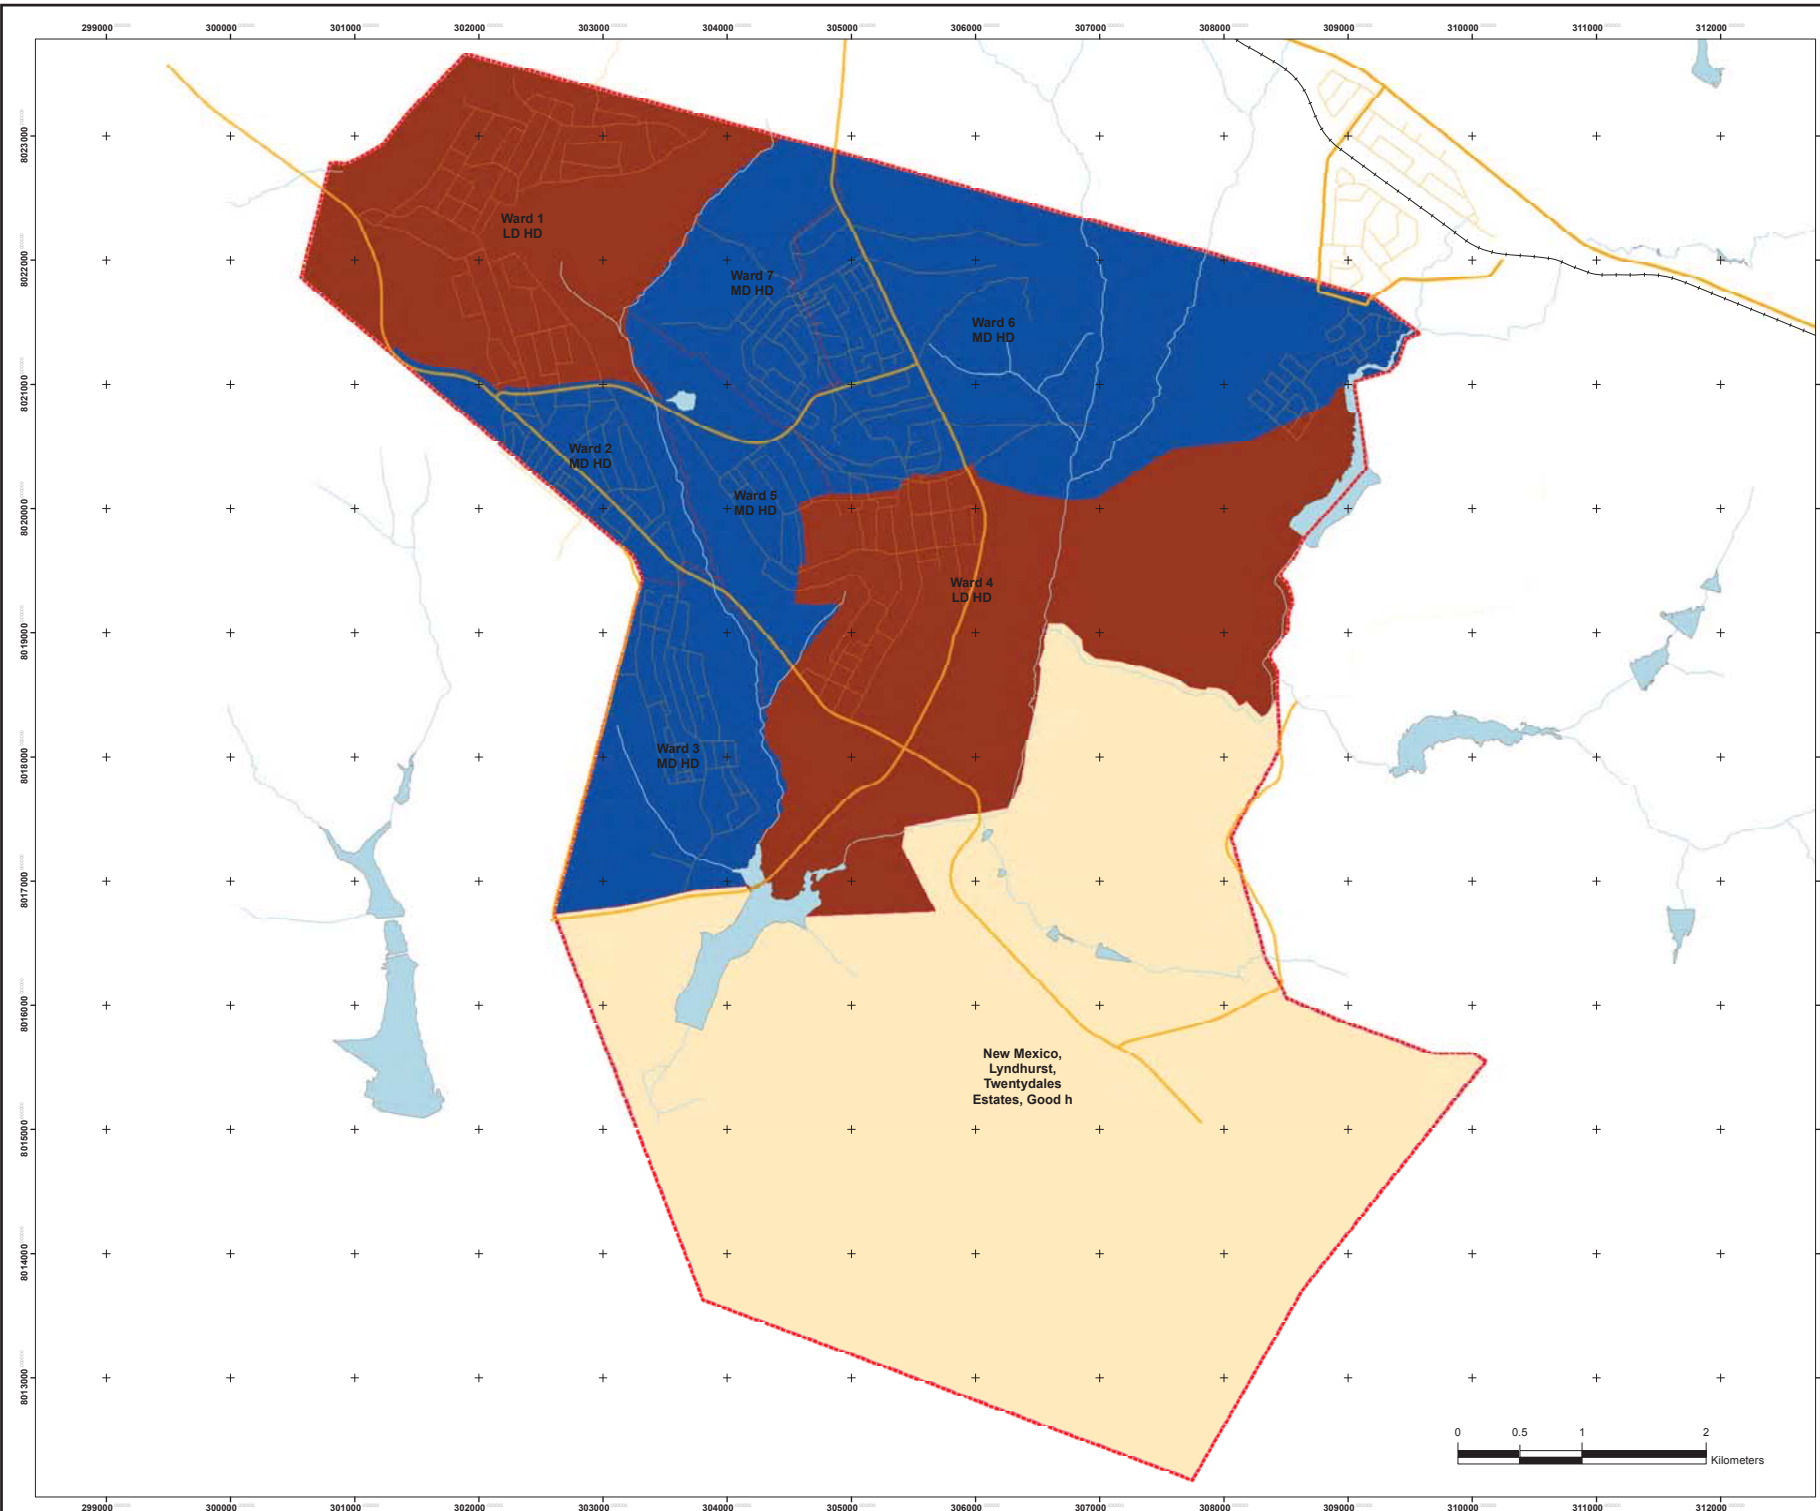 299000 300000 301000 302000 303000 304000 305000 306000 307000 308000 309000 310000 311000 312000
8023000
8022000
8021000
8020000
8019000
8018000
8017000
8016000
8015000
8014000
8013000
Ward 1
LD HD
Ward 7
MD HD
Ward 6
MD HD
Ward 2
MD HD
Ward 5
MD HD
Ward 4
LD HD
Ward 3
MD HD
New Mexico,
Lyndhurst,
Twentydales
Estates, Good h
0 0.5 1 2
Kilometers
299000 300000 301000 302000 303000 304000 305000 306000 307000 308000 309000 310000 311000 312000